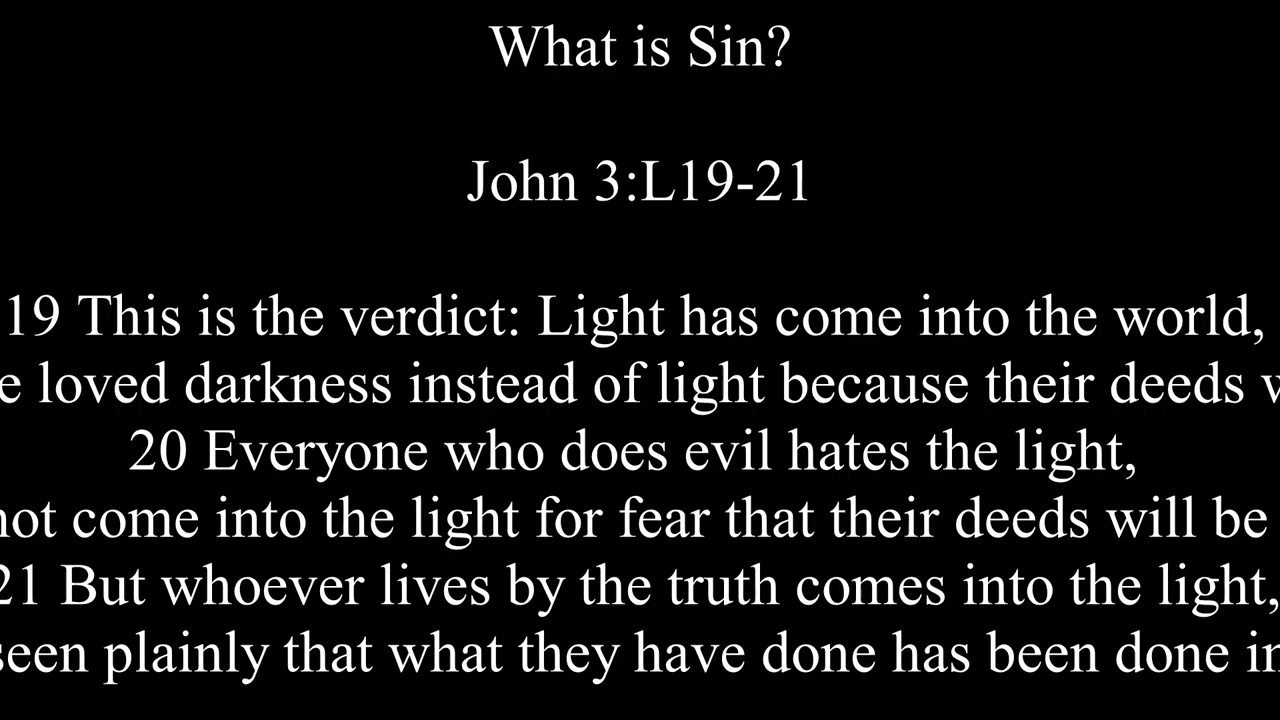 What is Sin?
John 3:L19-21
19 This is the verdict: Light has come into the world,
e loved darkness instead of light because their deeds w
20 Everyone who does evil hates the light,
not come into the light for fear that their deeds will be
21 But whoever lives by the truth comes into the light,
seen plainly that what they have done has been done in